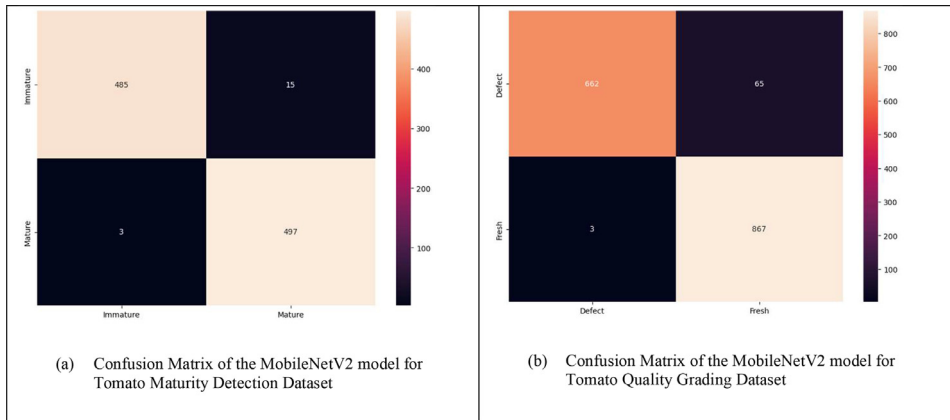 Immature
485
15
Mature
3
497
Immature
Mature
400
300
200
100
(a) Confusion Matrix of the MobileNetV2 model for
Tomato Maturity Detection Dataset
Defect
662
65
Fresh
3
867
Defect
Fresh
800
700
600
500
400
300
200
100
(b) Confusion Matrix of the MobileNetV2 model for
Tomato Quality Grading Dataset